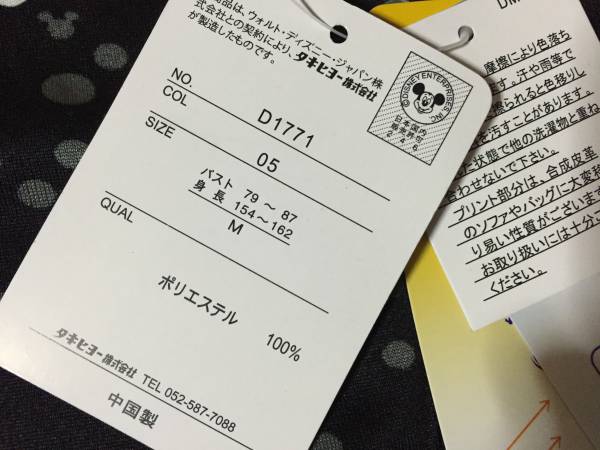 商品は、ウォルト・ディズニー・ジャパン株
式会社との契約により、タキヒヨー株式会社
が製造したものです。
©DISNEY ENTERPRISES, INC.
日本国内
販売許可
246
NO. D1771
COL 05
SIZE
バスト 79～87
身長 154～162
M
QUAL
ポリエステル 100%
タキヒヨー株式会社 TEL 052-587-7088
中国製
DM
摩擦により色落ち
す。汗や雨等で
られると色移りし
を汚すことがあります。
た状態で他の洗濯物と重ね
合わせないで下さい。
プリント部分は、合成皮革
のソファやバッグに大変移
り易い性質がございます
お取り扱いには十分ご
ください。